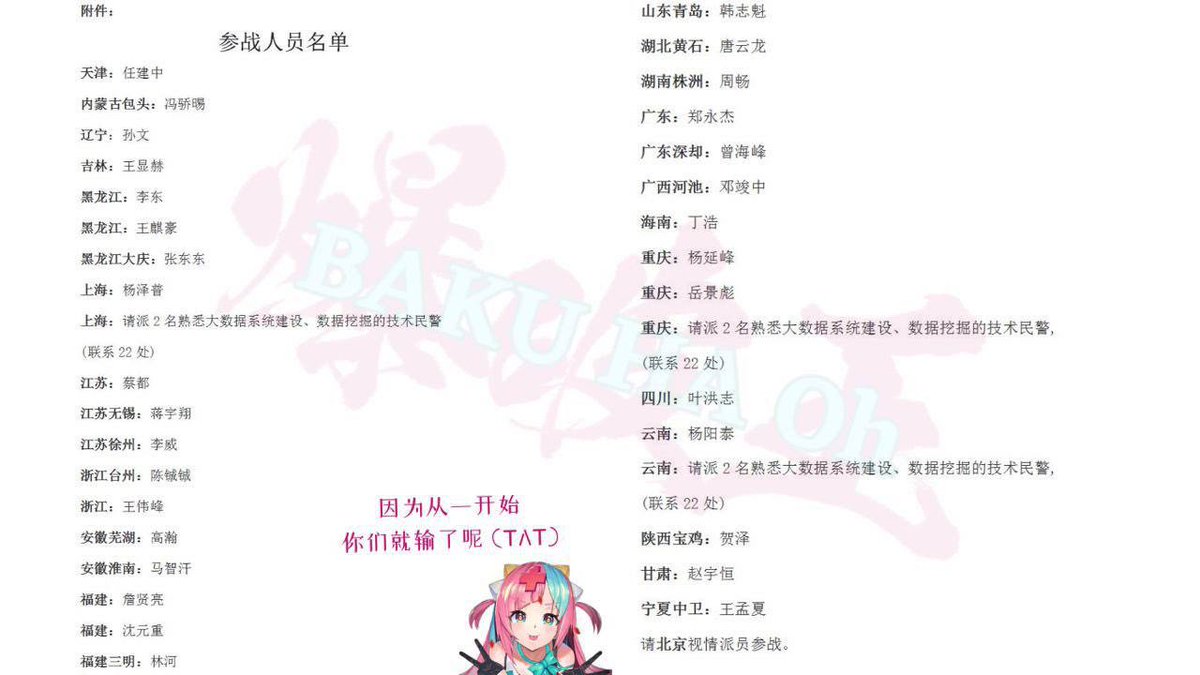 附件：
参战人员名单
天津：任建中
内蒙古包头：冯骄暘
辽宁：孙文
吉林：王显赫
黑龙江：李东
黑龙江：王麒豪
黑龙江大庆：张东东
上海：杨泽普
上海：请派 2 名熟悉大数据系统建设、数据挖掘的技术民警
(联系 22 处)
江苏：蔡都
江苏无锡：蒋宇翔
江苏徐州：李威
浙江台州：陈铖铖
浙江：王伟峰
安徽芜湖：高瀚
安徽淮南：马智汗
福建：詹贤亮
福建：沈元重
福建三明：林河
山东青岛：韩志魁
湖北黄石：唐云龙
湖南株洲：周畅
广东：郑永杰
广东深却：曾海峰
广西河池：邓竣中
海南：丁浩
重庆：杨延峰
重庆：岳景彪
重庆：请派 2 名熟悉大数据系统建设、数据挖掘的技术民警,
(联系 22 处)
四川：叶洪志
云南：杨阳泰
云南：请派 2 名熟悉大数据系统建设、数据挖掘的技术民警,
(联系 22 处)
陕西宝鸡：贺泽
甘肃：赵宇恒
宁夏中卫：王孟夏
请北京视情派员参战。
BAKU HA Oh
因为从一开始
你们就输了呢（TAT）